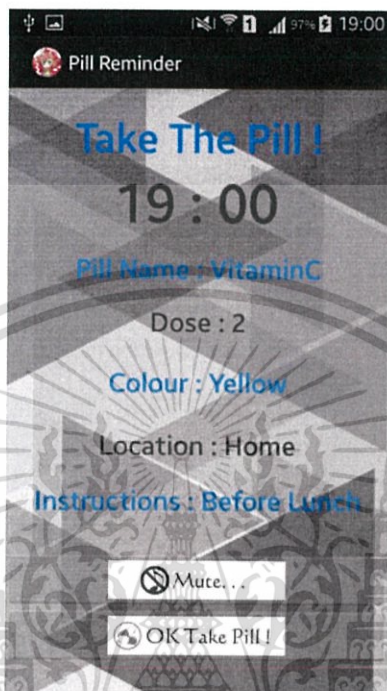 97% 19:00
Pill Reminder
Take The Pill !
19 : 00
Pill Name : VitaminC
Dose : 2
Colour : Yellow
Location : Home
Instructions : Before Lunch
Mute. . .
OK Take Pill !